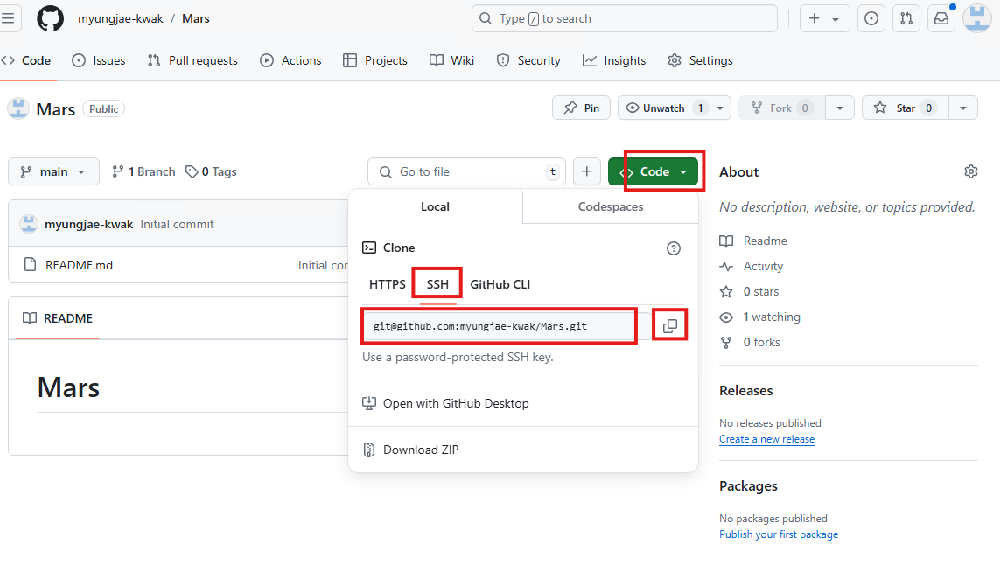 myungjae-kwak / Mars
Type / to search
Code Issues Pull requests Actions Projects Wiki Security Insights Settings
Mars Public
Pin Unwatch 1 Fork 0 Star 0
main 1 Branch 0 Tags
Go to file t Code
myungjae-kwak Initial commit
README.md Initial cor
README
Mars
Local Codespaces
Clone
HTTPS SSH GitHub CLI
git@github.com:myungjae-kwak/Mars.git
Use a password-protected SSH key.
Open with GitHub Desktop
Download ZIP
About
No description, website, or topics provided.
Readme
Activity
0 stars
1 watching
0 forks
Releases
No releases published
Create a new release
Packages
No packages published
Publish your first package